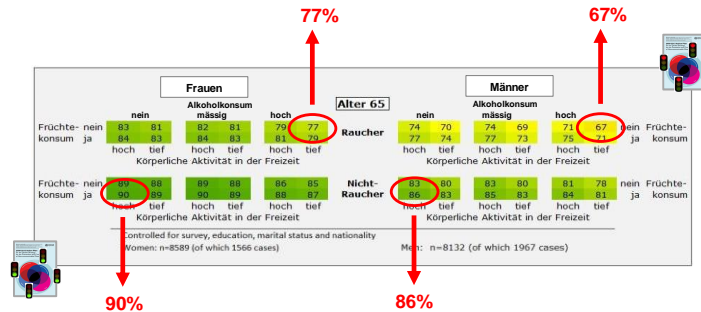 77% 67%
Frauen Männer
Alter 65
Alkoholkonsum Alkoholkonsum
nein mässig hoch nein mässig hoch
Früchte- nein 83 81 82 81 79 77 Raucher 74 70 74 69 71 67 nein Früchte-
konsum ja 84 83 84 83 81 79 77 74 77 73 75 71 ja konsum
hoch tief hoch tief hoch tief hoch tief hoch tief hoch tief
Körperliche Aktivität in der Freizeit Körperliche Aktivität in der Freizeit
Früchte- nein 89 88 89 88 86 85 Nicht- 83 80 83 80 81 78 nein Früchte-
konsum ja 90 89 90 89 88 87 Raucher 86 83 85 83 84 81 ja konsum
hoch tief hoch tief hoch tief hoch tief hoch tief hoch tief
Körperliche Aktivität in der Freizeit Körperliche Aktivität in der Freizeit
Controlled for survey, education, marital status and nationality
Women: n=8589 (of which 1566 cases) Men: n=8132 (of which 1967 cases)
90% 86%